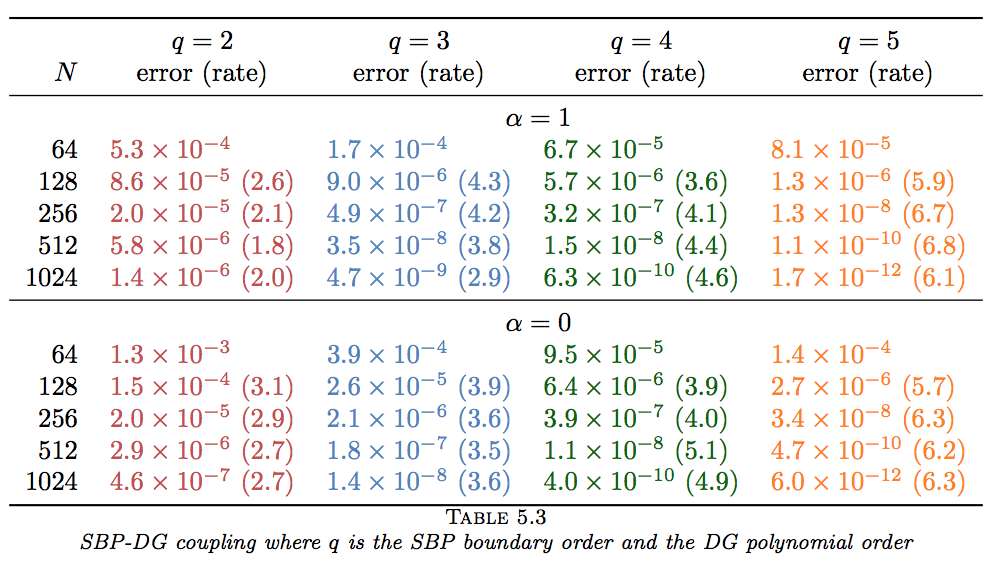 q = 2 q = 3 q = 4 q = 5
N error (rate) error (rate) error (rate) error (rate)
α = 1
64 5.3 × 10⁻⁴ 1.7 × 10⁻⁴ 6.7 × 10⁻⁵ 8.1 × 10⁻⁵
128 8.6 × 10⁻⁵ (2.6) 9.0 × 10⁻⁶ (4.3) 5.7 × 10⁻⁶ (3.6) 1.3 × 10⁻⁶ (5.9)
256 2.0 × 10⁻⁵ (2.1) 4.9 × 10⁻⁷ (4.2) 3.2 × 10⁻⁷ (4.1) 1.3 × 10⁻⁸ (6.7)
512 5.8 × 10⁻⁶ (1.8) 3.5 × 10⁻⁸ (3.8) 1.5 × 10⁻⁸ (4.4) 1.1 × 10⁻¹⁰ (6.8)
1024 1.4 × 10⁻⁶ (2.0) 4.7 × 10⁻⁹ (2.9) 6.3 × 10⁻¹⁰ (4.6) 1.7 × 10⁻¹² (6.1)
α = 0
64 1.3 × 10⁻³ 3.9 × 10⁻⁴ 9.5 × 10⁻⁵ 1.4 × 10⁻⁴
128 1.5 × 10⁻⁴ (3.1) 2.6 × 10⁻⁵ (3.9) 6.4 × 10⁻⁶ (3.9) 2.7 × 10⁻⁶ (5.7)
256 2.0 × 10⁻⁵ (2.9) 2.1 × 10⁻⁶ (3.6) 3.9 × 10⁻⁷ (4.0) 3.4 × 10⁻⁸ (6.3)
512 2.9 × 10⁻⁶ (2.7) 1.8 × 10⁻⁷ (3.5) 1.1 × 10⁻⁸ (5.1) 4.7 × 10⁻¹⁰ (6.2)
1024 4.6 × 10⁻⁷ (2.7) 1.4 × 10⁻⁸ (3.6) 4.0 × 10⁻¹⁰ (4.9) 6.0 × 10⁻¹² (6.3)
TABLE 5.3
SBP-DG coupling where q is the SBP boundary order and the DG polynomial order